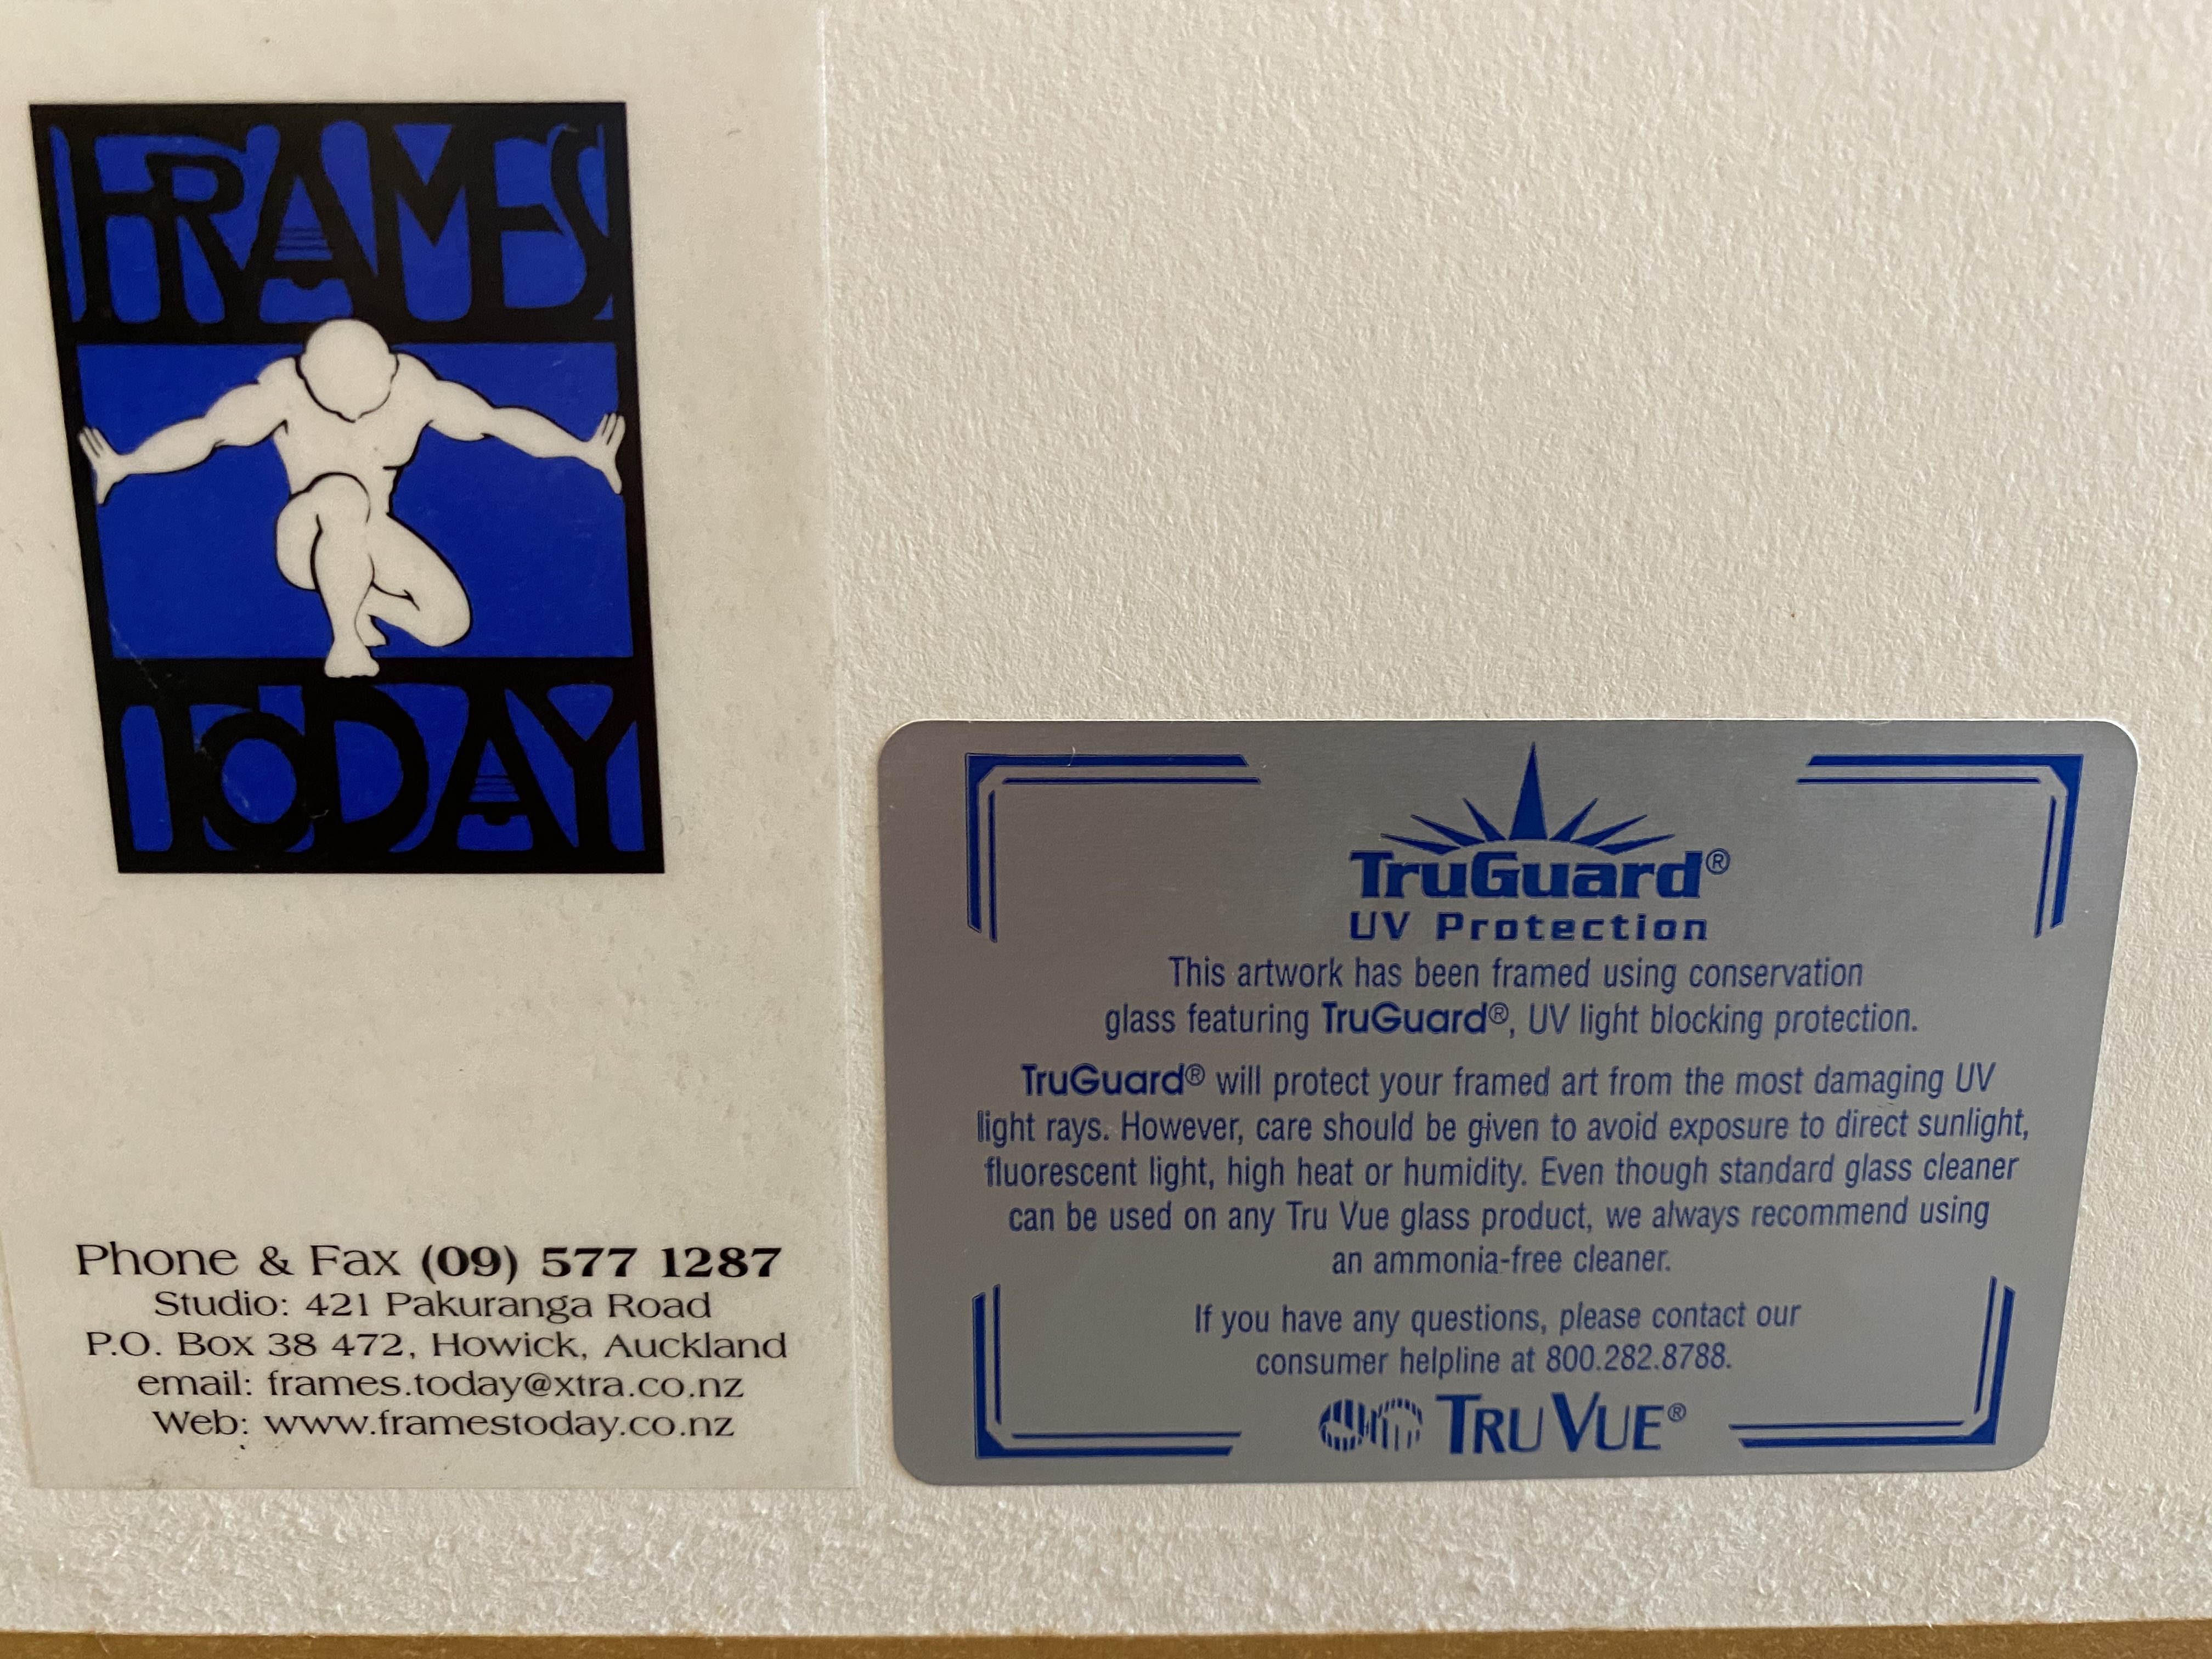 FRAMES
TODAY
Phone & Fax (09) 577 1287
Studio: 421 Pakuranga Road
P.O. Box 38 472, Howick, Auckland
email: frames.today@xtra.co.nz
Web: www.framestoday.co.nz
TruGuard®
UV Protection
This artwork has been framed using conservation
glass featuring TruGuard®, UV light blocking protection.
TruGuard® will protect your framed art from the most damaging UV
light rays. However, care should be given to avoid exposure to direct sunlight,
fluorescent light, high heat or humidity. Even though standard glass cleaner
can be used on any Tru Vue glass product, we always recommend using
an ammonia-free cleaner.
If you have any questions, please contact our
consumer helpline at 800.282.8788.
TRU VUE®